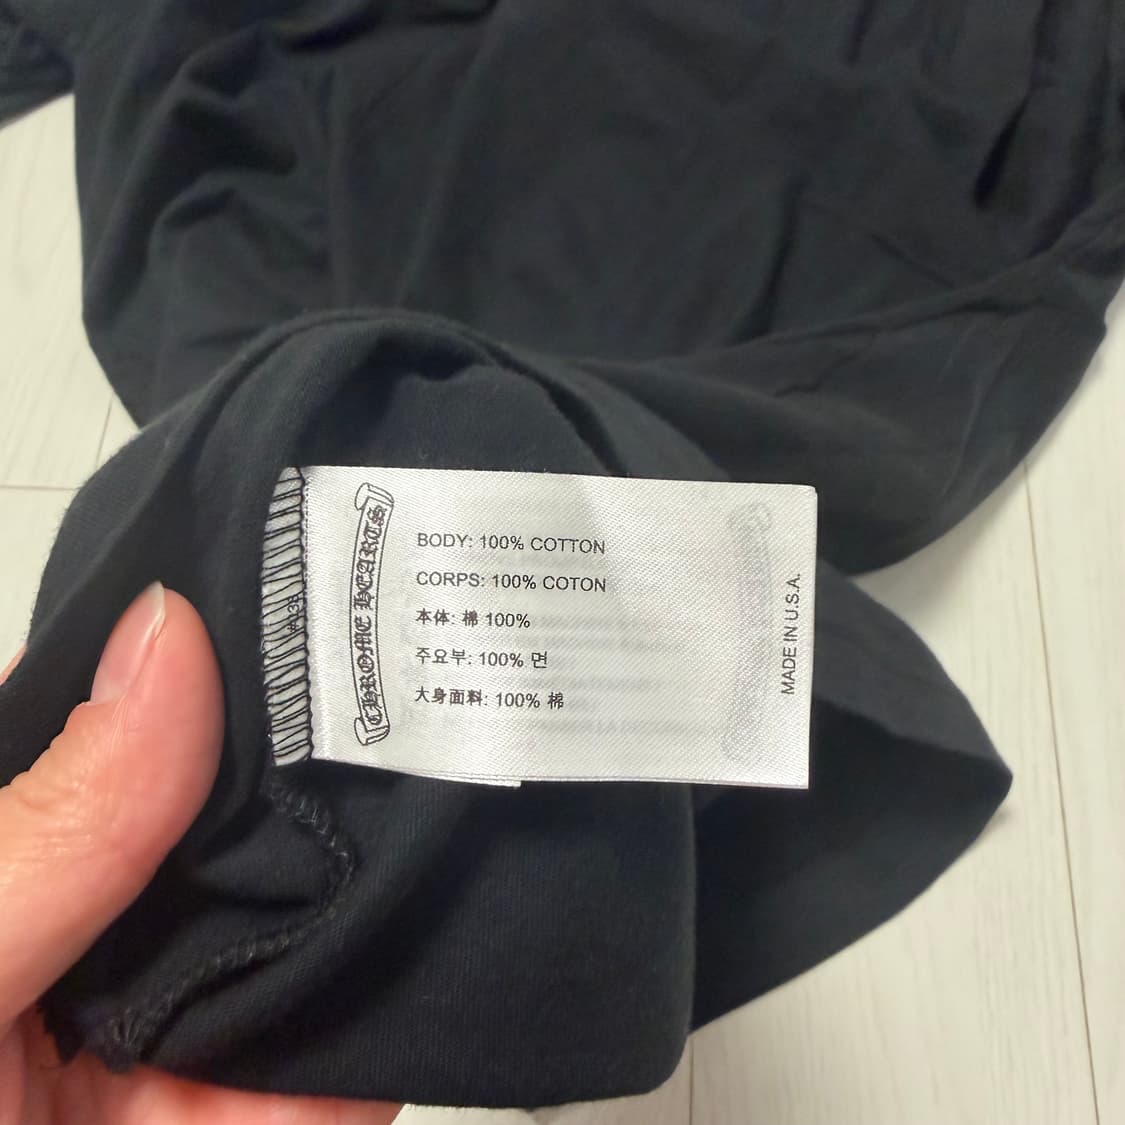 CHROME HEARTS
BODY: 100% COTTON
CORPS: 100% COTON
本体: 棉 100%
주요부: 100% 면
大身面料: 100% 棉
MADE IN U.S.A.